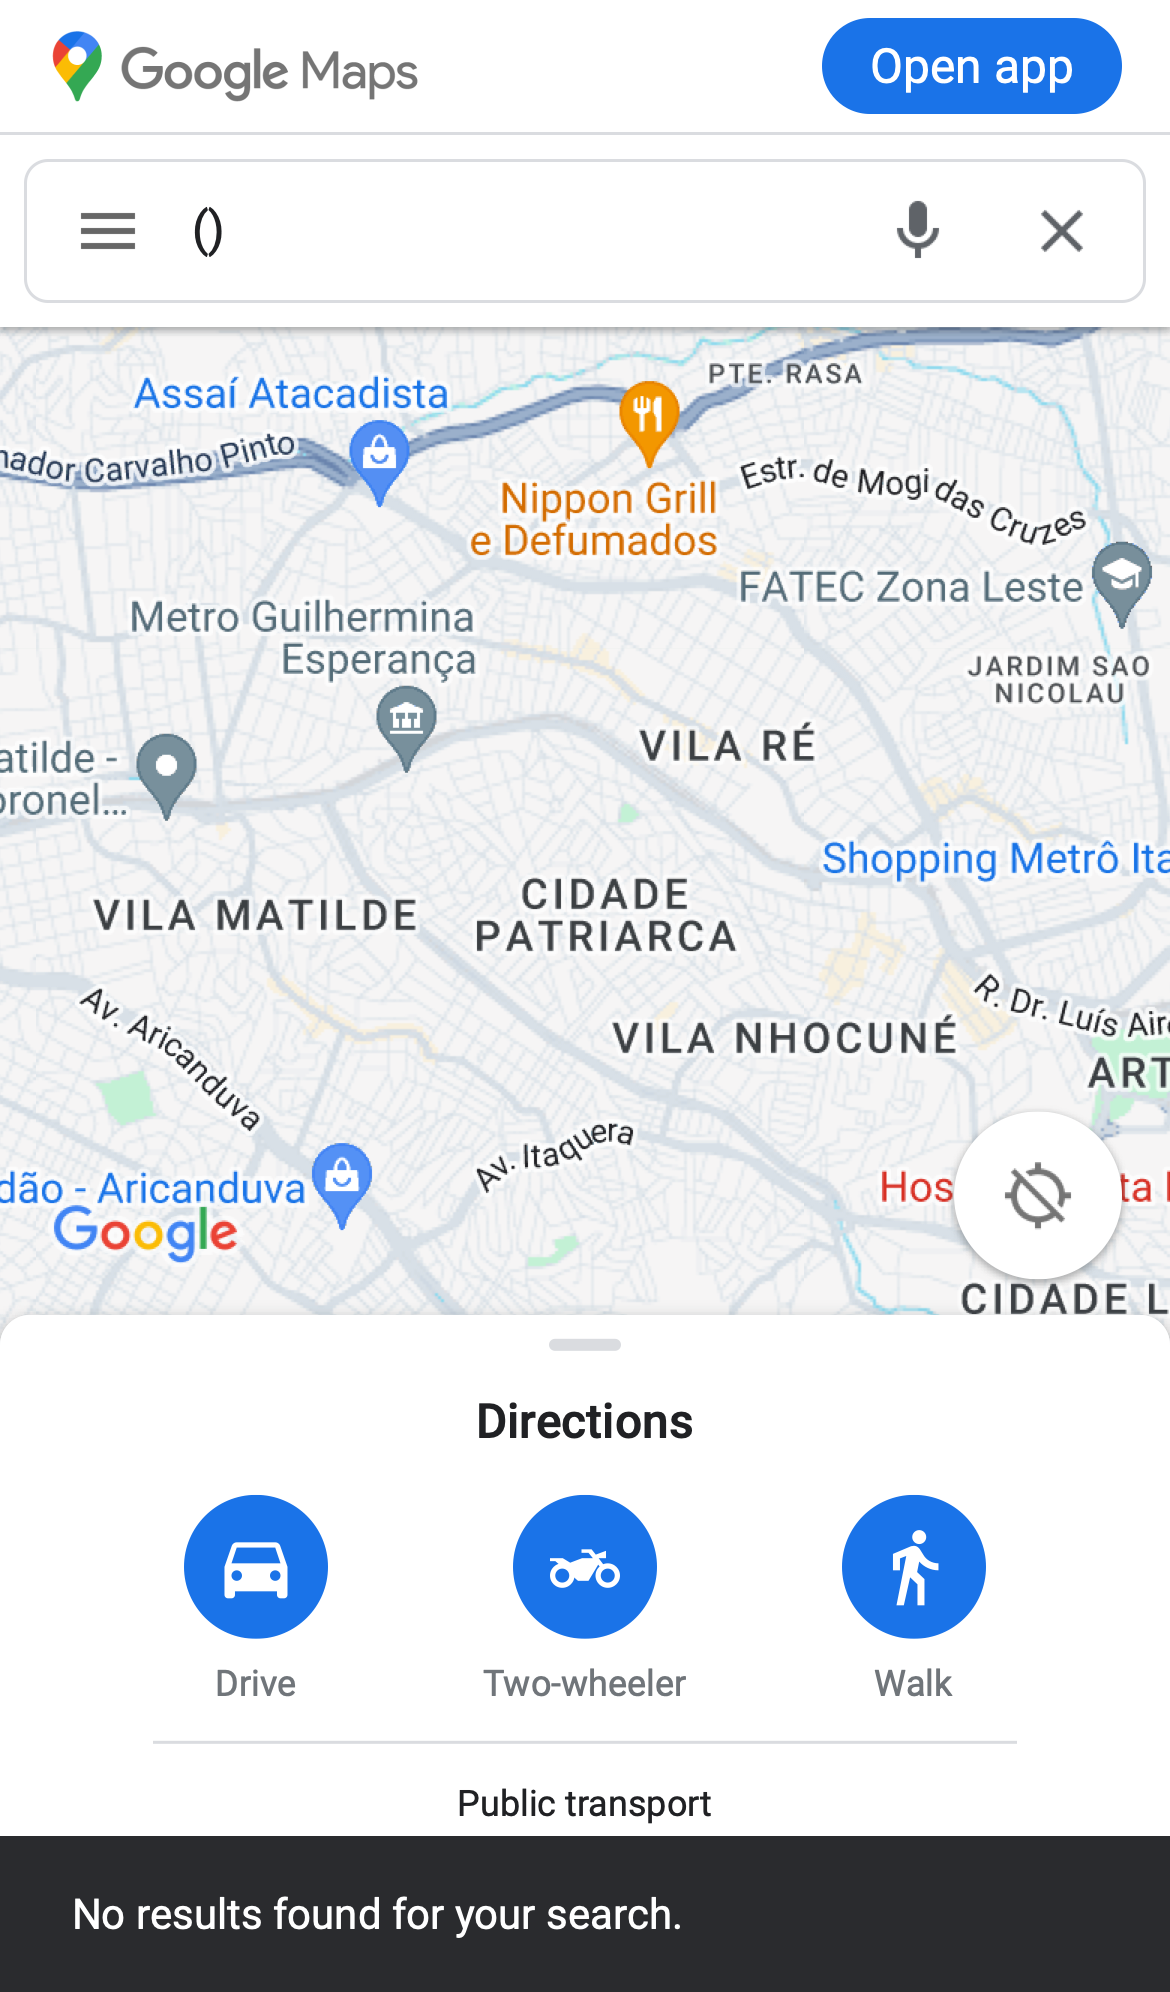 Google Maps
Open app
()
Assaí Atacadista
PTE. RASA
nador Carvalho Pinto
Nippon Grill
e Defumados
Estr. de Mogi das Cruzes
FATEC Zona Leste
Metro Guilhermina
Esperança
JARDIM SAO
NICOLAU
VILA RÉ
atilde -
oronel...
Shopping Metrô Ita
VILA MATILDE
CIDADE
PATRIARCA
Av. Aricanduva
R. Dr. Luís Air
VILA NHOCUNÉ
ART
Av. Itaquera
dão - Aricanduva
Hos
ta
Google
CIDADE L
Directions
Drive
Two-wheeler
Walk
Public transport
No results found for your search.